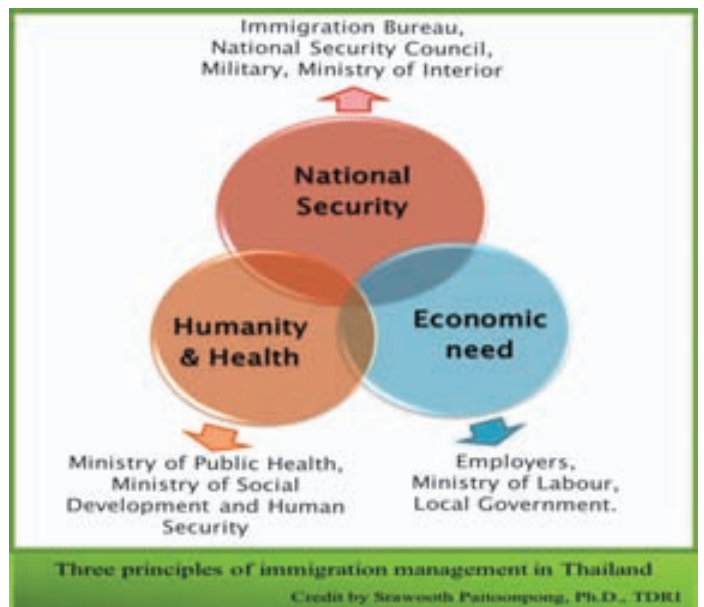 Immigration Bureau,
National Security Council,
Military, Ministry of Interior
National
Security
Humanity
& Health
Economic
need
Ministry of Public Health,
Ministry of Social
Development and Human
Security
Employers,
Ministry of Labour,
Local Government.
Three principles of immigration management in Thailand
Credit by Srawooth Paitoonpong, Ph.D., TDRI